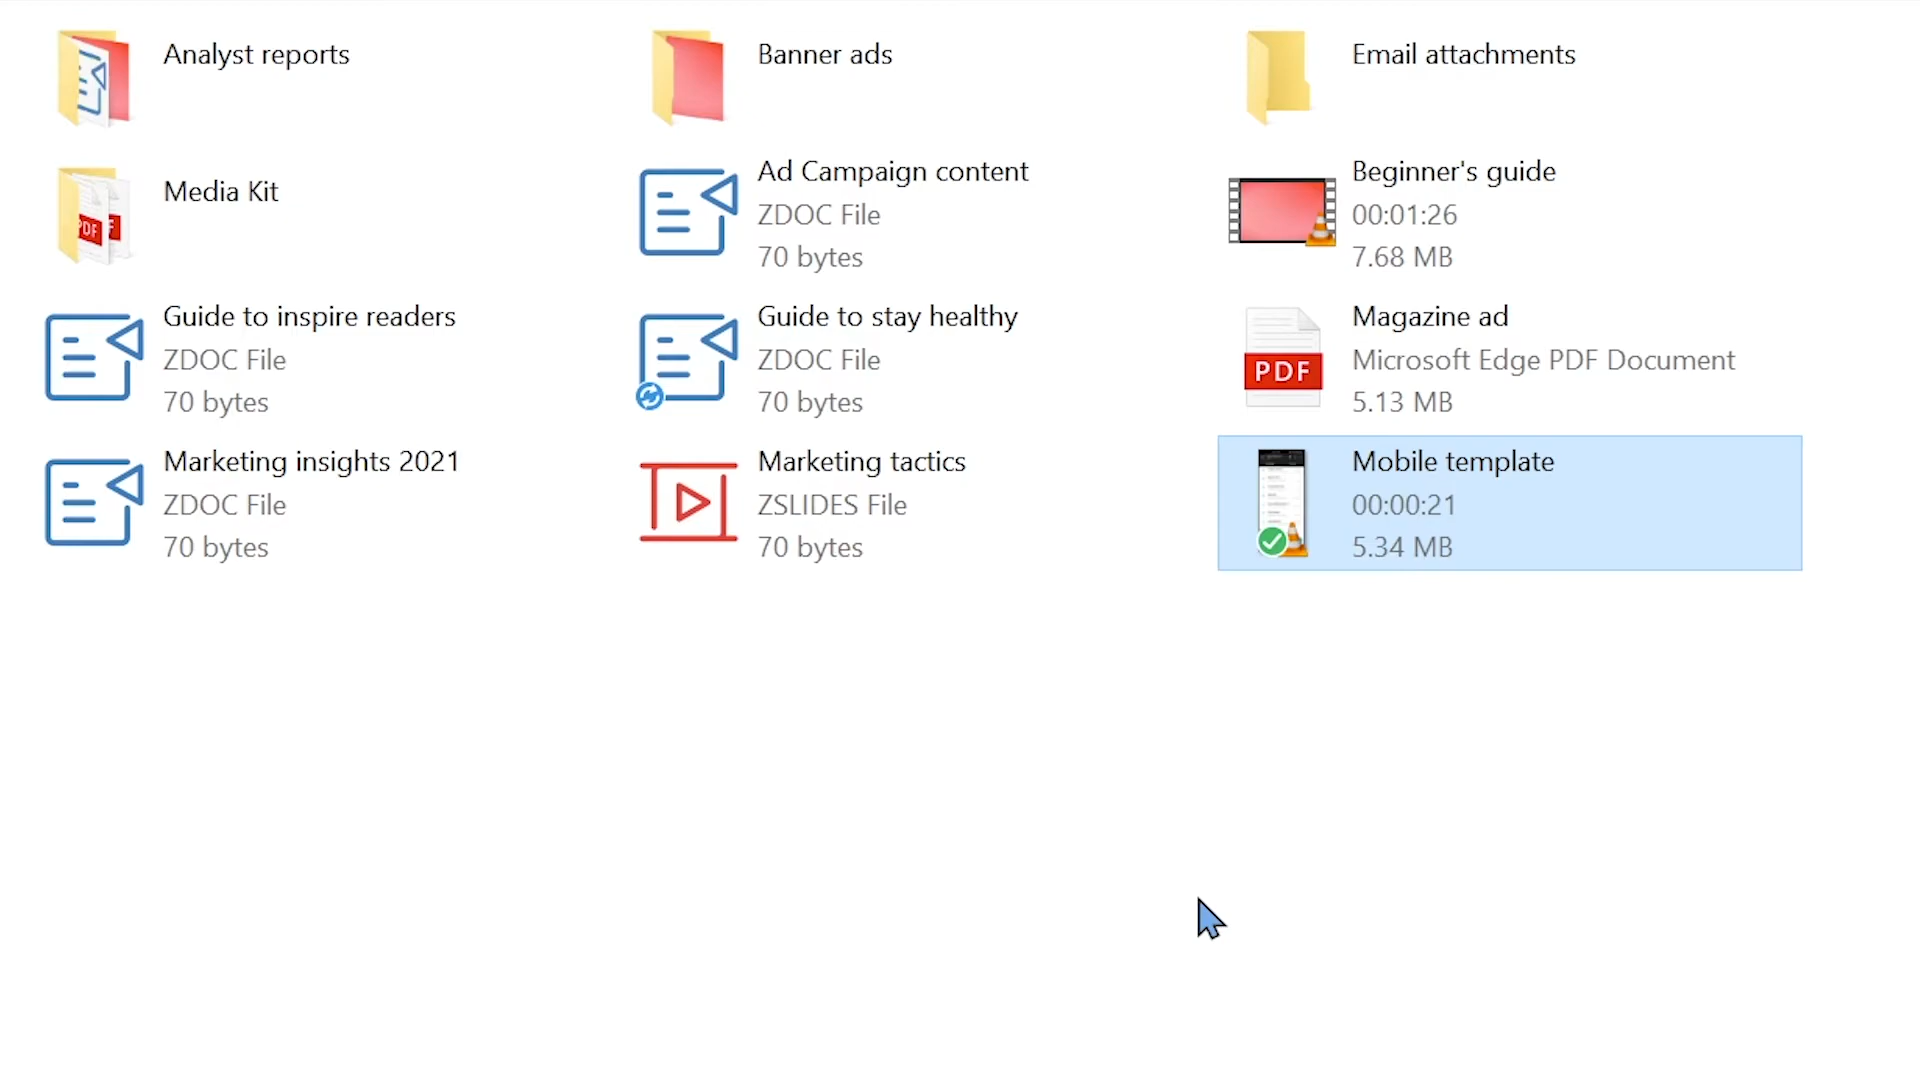 Analyst reports
Banner ads
Email attachments
Media Kit
Ad Campaign content
ZDOC File
70 bytes
Beginner's guide
00:01:26
7.68 MB
Guide to inspire readers
ZDOC File
70 bytes
Guide to stay healthy
ZDOC File
70 bytes
PDF
Magazine ad
Microsoft Edge PDF Document
5.13 MB
Marketing insights 2021
ZDOC File
70 bytes
Marketing tactics
ZSLIDES File
70 bytes
Mobile template
00:00:21
5.34 MB